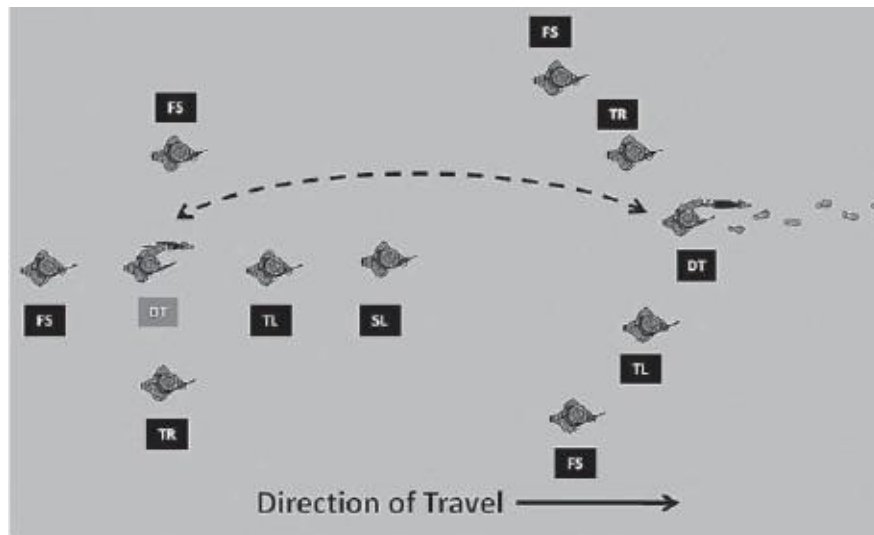 FS
FS
TR
DT
FS
DT
TL
SL
TL
TR
FS
Direction of Travel